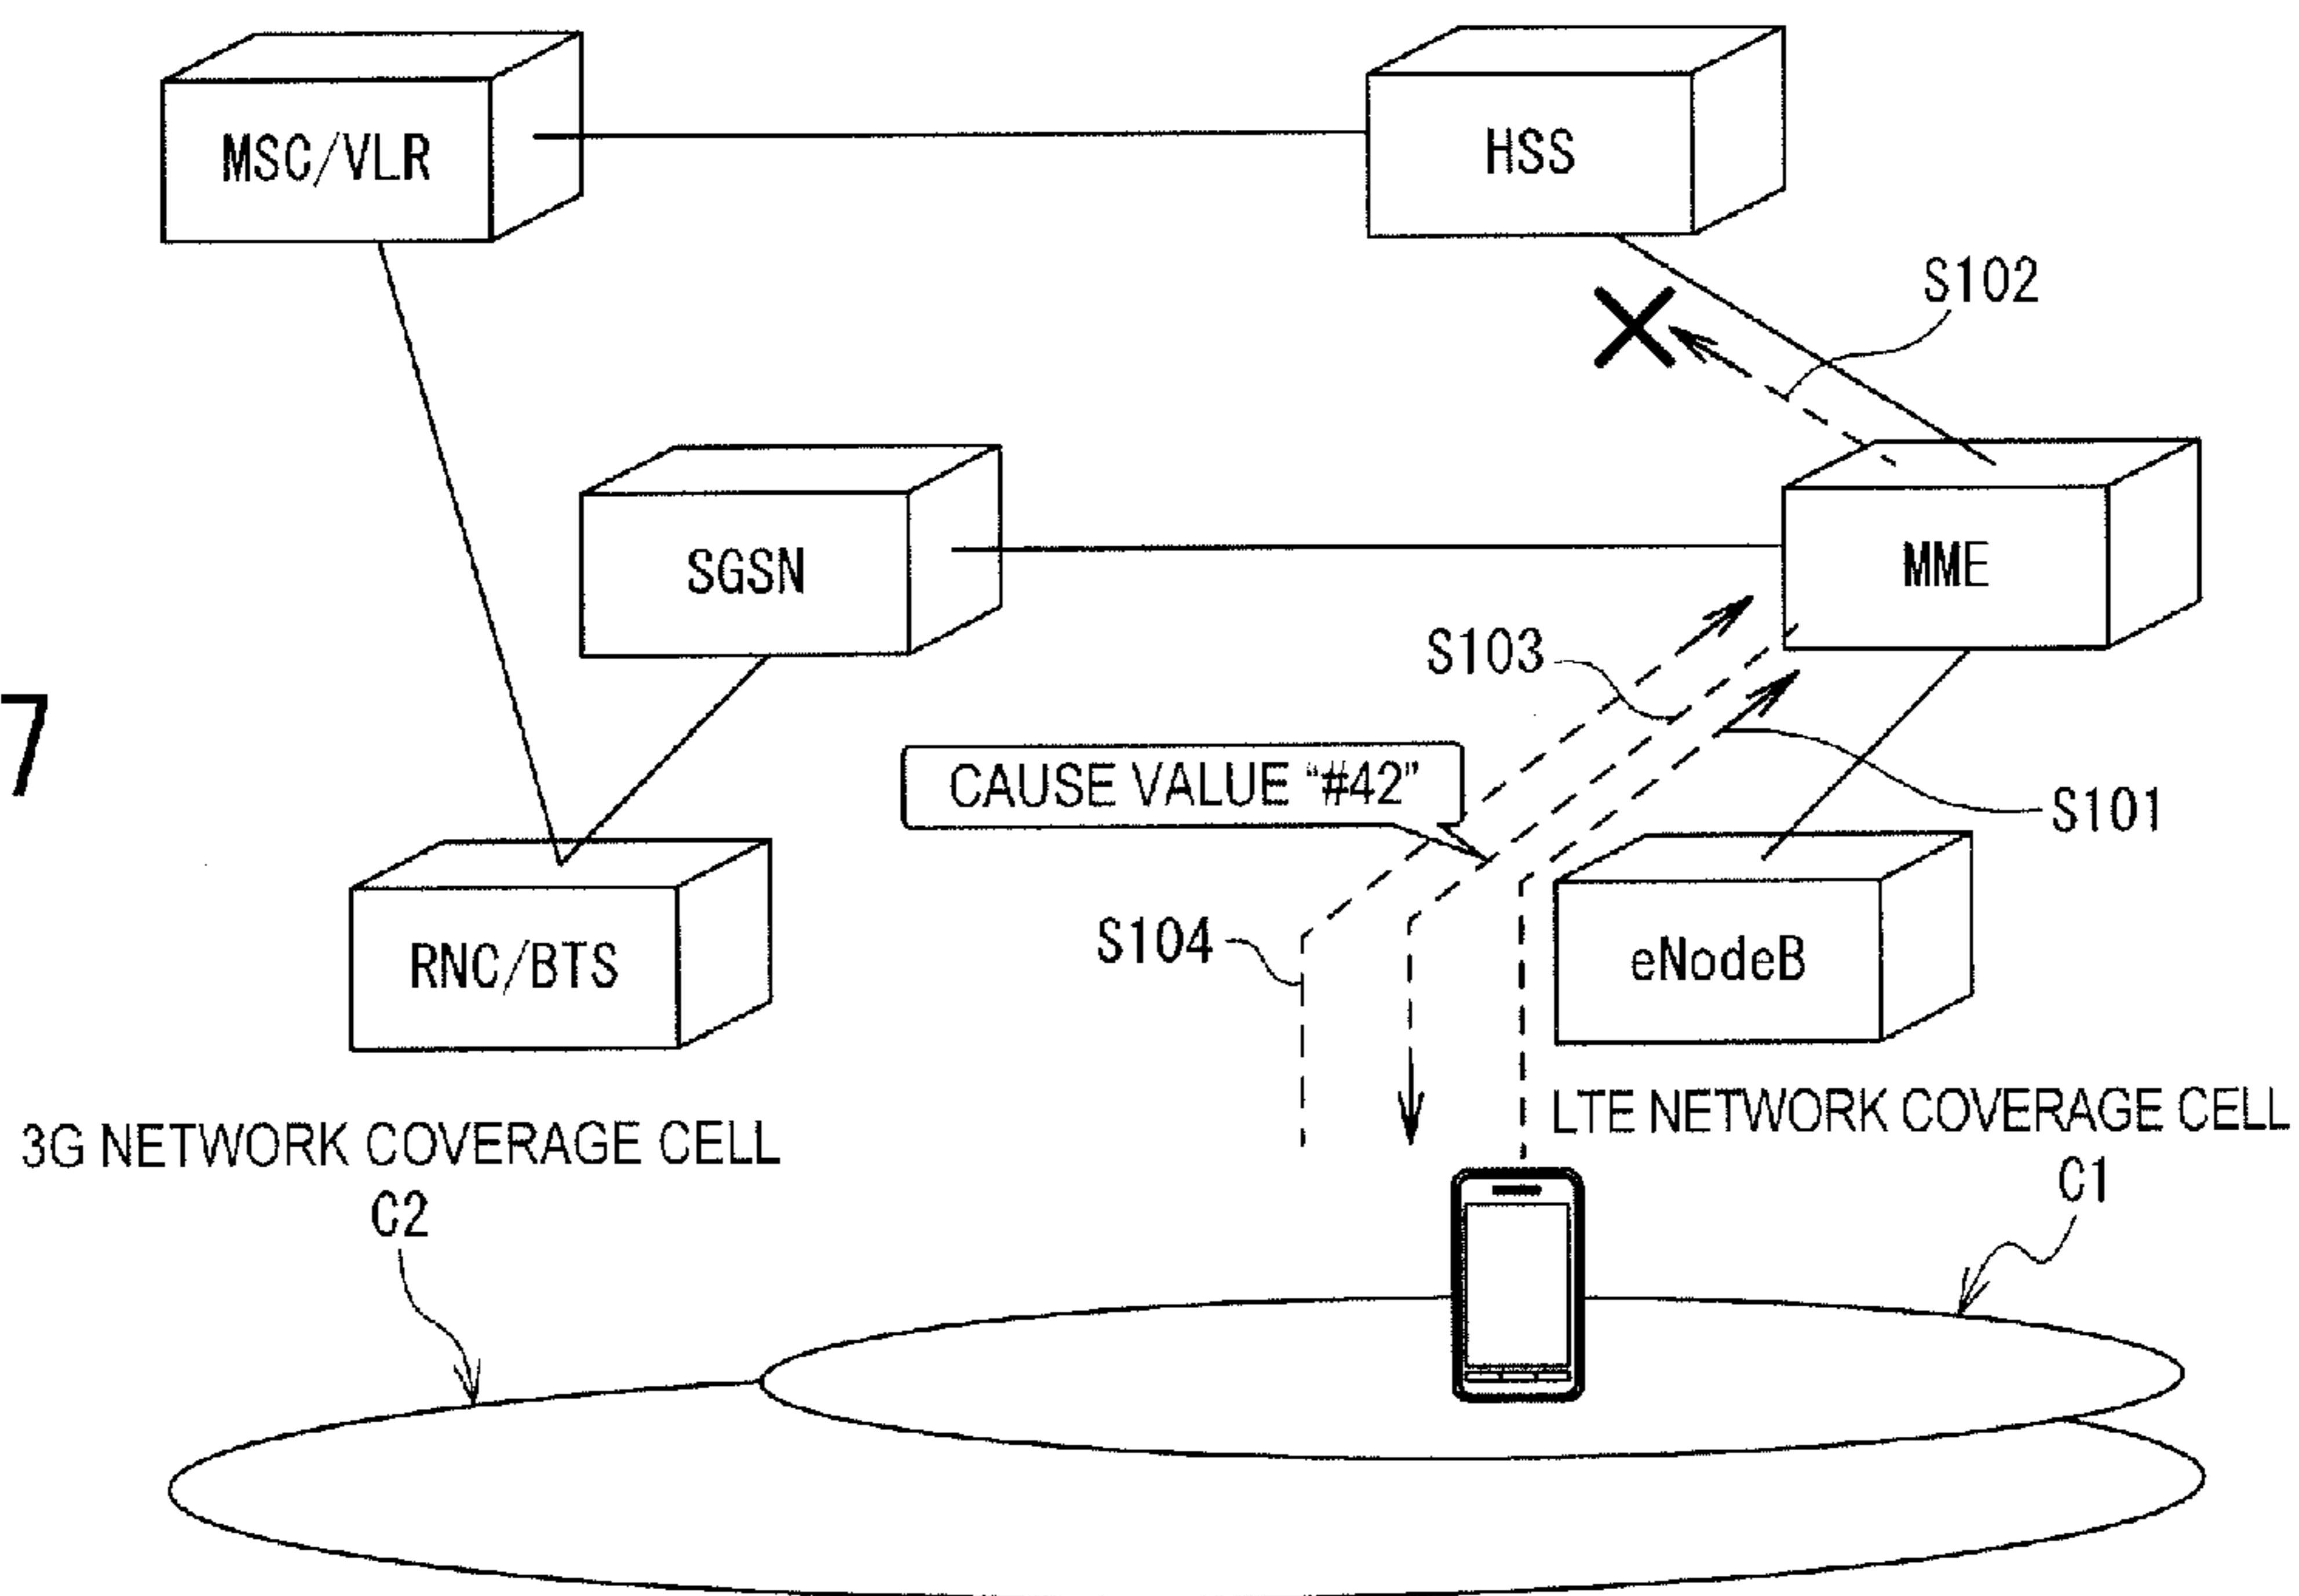 MSC/VLR
HSS
S102
SGSN
MME
S103
7
CAUSE VALUE "#42"
S101
S104
RNC/BTS
eNodeB
3G NETWORK COVERAGE CELL
C2
LTE NETWORK COVERAGE CELL
C1